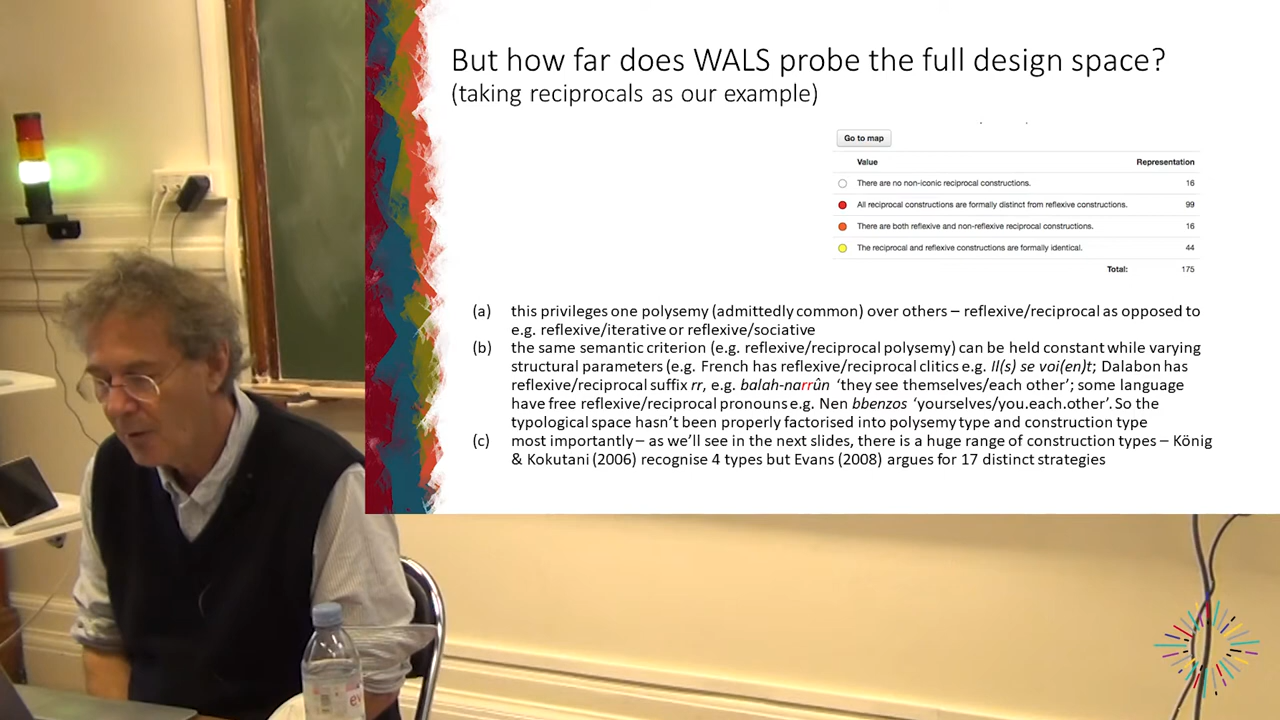 But how far does WALS probe the full design space?
(taking reciprocals as our example)
Go to map
Value Representation
There are no non-iconic reciprocal constructions. 16
All reciprocal constructions are formally distinct from reflexive constructions. 99
There are both reflexive and non-reflexive reciprocal constructions. 16
The reciprocal and reflexive constructions are formally identical. 44
Total: 175
(a) this privileges one polysemy (admittedly common) over others – reflexive/reciprocal as opposed to
e.g. reflexive/iterative or reflexive/sociative
(b) the same semantic criterion (e.g. reflexive/reciprocal polysemy) can be held constant while varying
structural parameters (e.g. French has reflexive/reciprocal clitics e.g. Il(s) se voi(en)t; Dalabon has
reflexive/reciprocal suffix rr, e.g. balah-narrûn ‘they see themselves/each other’; some language
have free reflexive/reciprocal pronouns e.g. Nen bbenzos ‘yourselves/you.each.other’. So the
typological space hasn’t been properly factorised into polysemy type and construction type
(c) most importantly – as we’ll see in the next slides, there is a huge range of construction types – König
& Kokutani (2006) recognise 4 types but Evans (2008) argues for 17 distinct strategies
ev